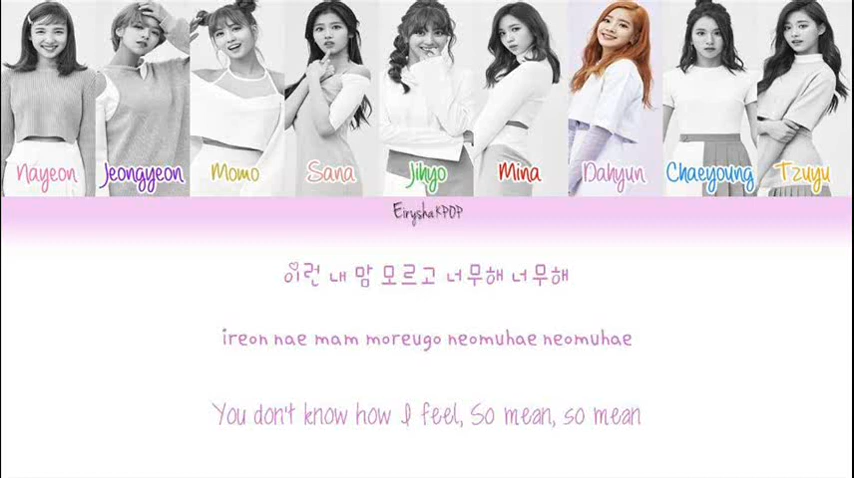 Nayeon Jeongyeon Momo Sana Jihyo Mina Dahyun Chaeyoung Tzuyu
EiryshaKPOP
이런 내 맘 모르고 너무해 너무해
ireon nae mam moreugo neomuhae neomuhae
You don't know how I feel, So mean, so mean